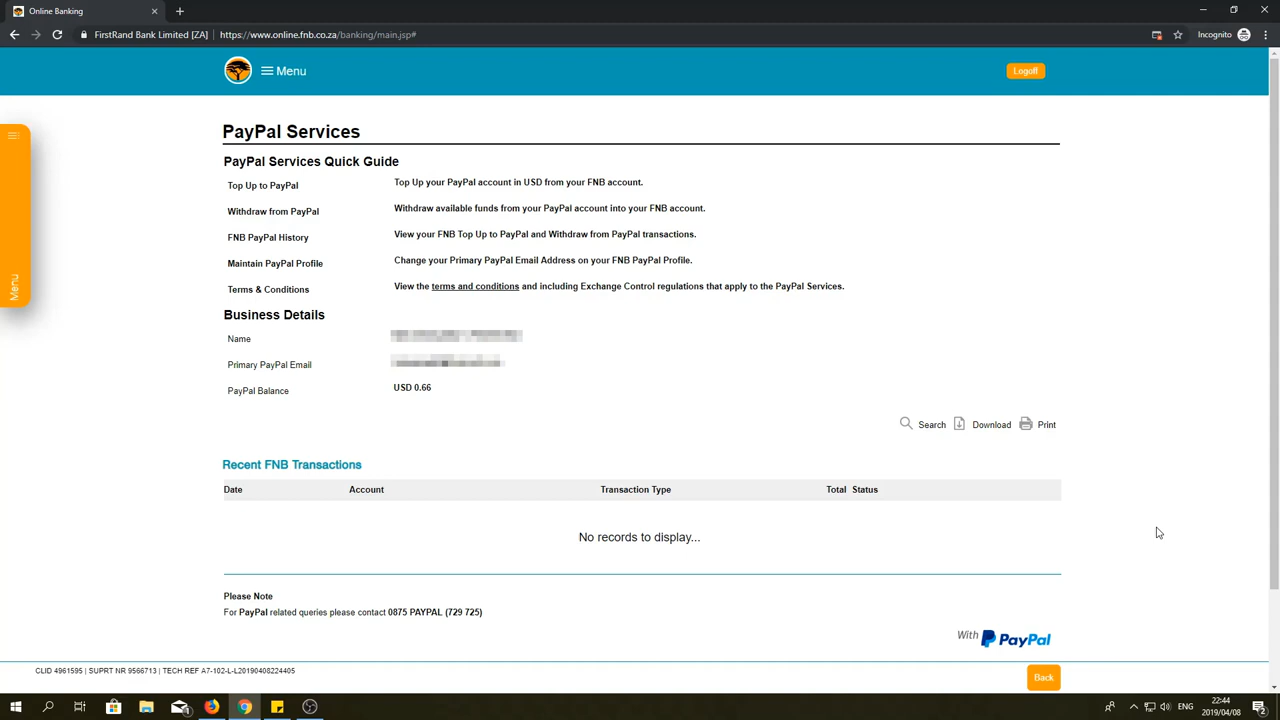 Online Banking
FirstRand Bank Limited [ZA] | https://www.online.fnb.co.za/banking/main.jsp#
Incognito
Menu
Logoff
Menu
PayPal Services
PayPal Services Quick Guide
Top Up to PayPal Top Up your PayPal account in USD from your FNB account.
Withdraw from PayPal Withdraw available funds from your PayPal account into your FNB account.
FNB PayPal History View your FNB Top Up to PayPal and Withdraw from PayPal transactions.
Maintain PayPal Profile Change your Primary PayPal Email Address on your FNB PayPal Profile.
Terms & Conditions View the terms and conditions and including Exchange Control regulations that apply to the PayPal Services.
Business Details
Name
Primary PayPal Email
PayPal Balance USD 0.66
Search Download Print
Recent FNB Transactions
Date Account Transaction Type Total Status
No records to display...
Please Note
For PayPal related queries please contact 0875 PAYPAL (729 725)
With PayPal
CLID 4961595 | SUPRT NR 9566713 | TECH REF A7-102-L-L20190408224405
Back
ENG
22:44
2019/04/08
2